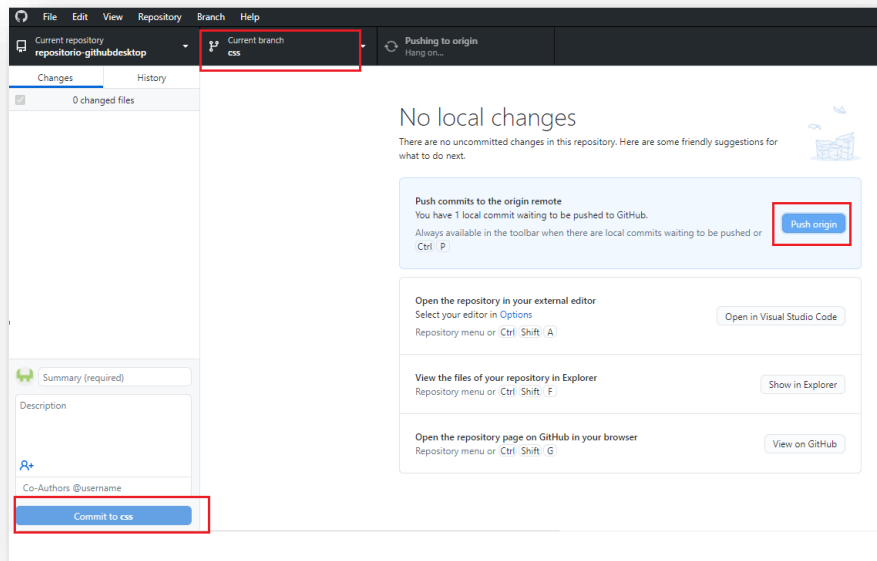 File Edit View Repository Branch Help
Current repository
repositorio-githubdesktop
Current branch
css
Pushing to origin
Hang on...
Changes History
0 changed files
No local changes
There are no uncommitted changes in this repository. Here are some friendly suggestions for
what to do next.
Push commits to the origin remote
You have 1 local commit waiting to be pushed to GitHub.
Always available in the toolbar when there are local commits waiting to be pushed or
Ctrl P
Push origin
Open the repository in your external editor
Select your editor in Options
Repository menu or Ctrl Shift A
Open in Visual Studio Code
View the files of your repository in Explorer
Repository menu or Ctrl Shift F
Show in Explorer
Open the repository page on GitHub in your browser
Repository menu or Ctrl Shift G
View on GitHub
Summary (required)
Description
Co-Authors @username
Commit to css